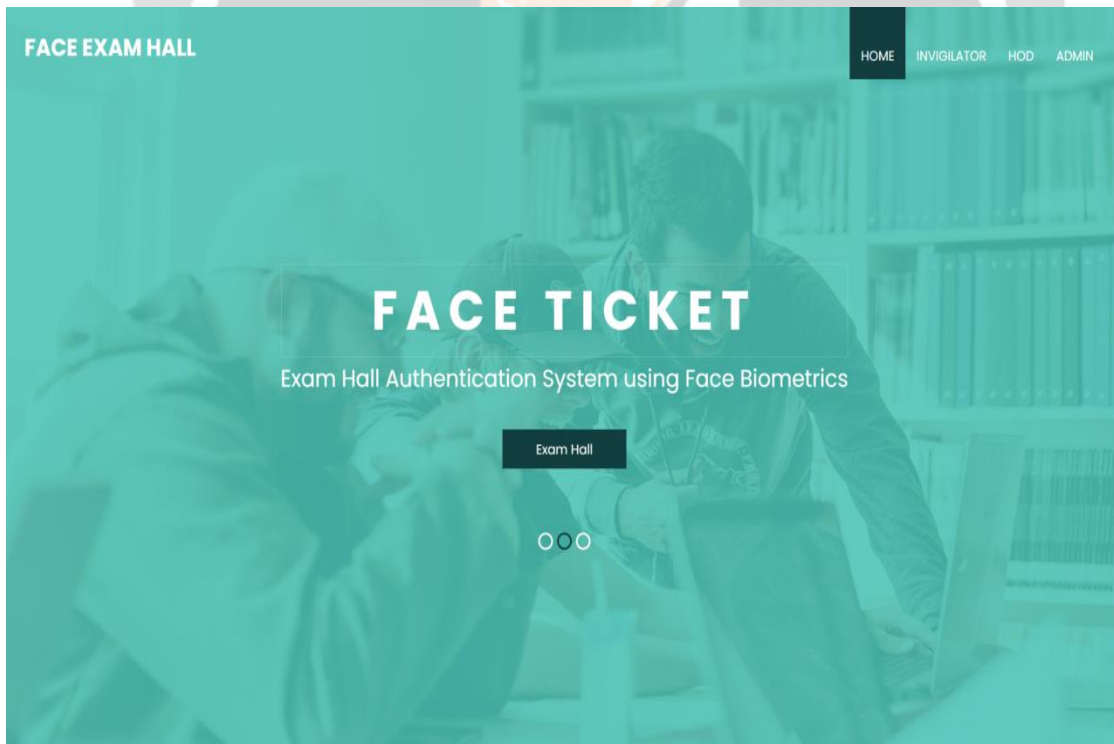 FACE EXAM HALL
HOME INVIGILATOR HOD ADMIN
FACE TICKET
Exam Hall Authentication System using Face Biometrics
Exam Hall